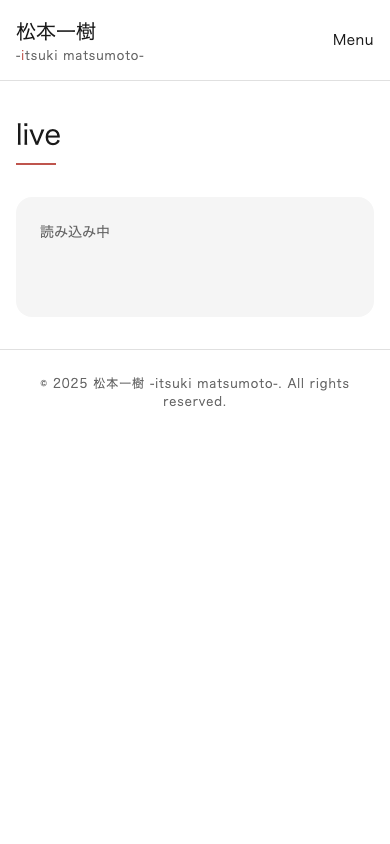 松本一樹
-itsuki matsumoto-
Menu
live
読み込み中
© 2025 松本一樹 -itsuki matsumoto-. All rights
reserved.